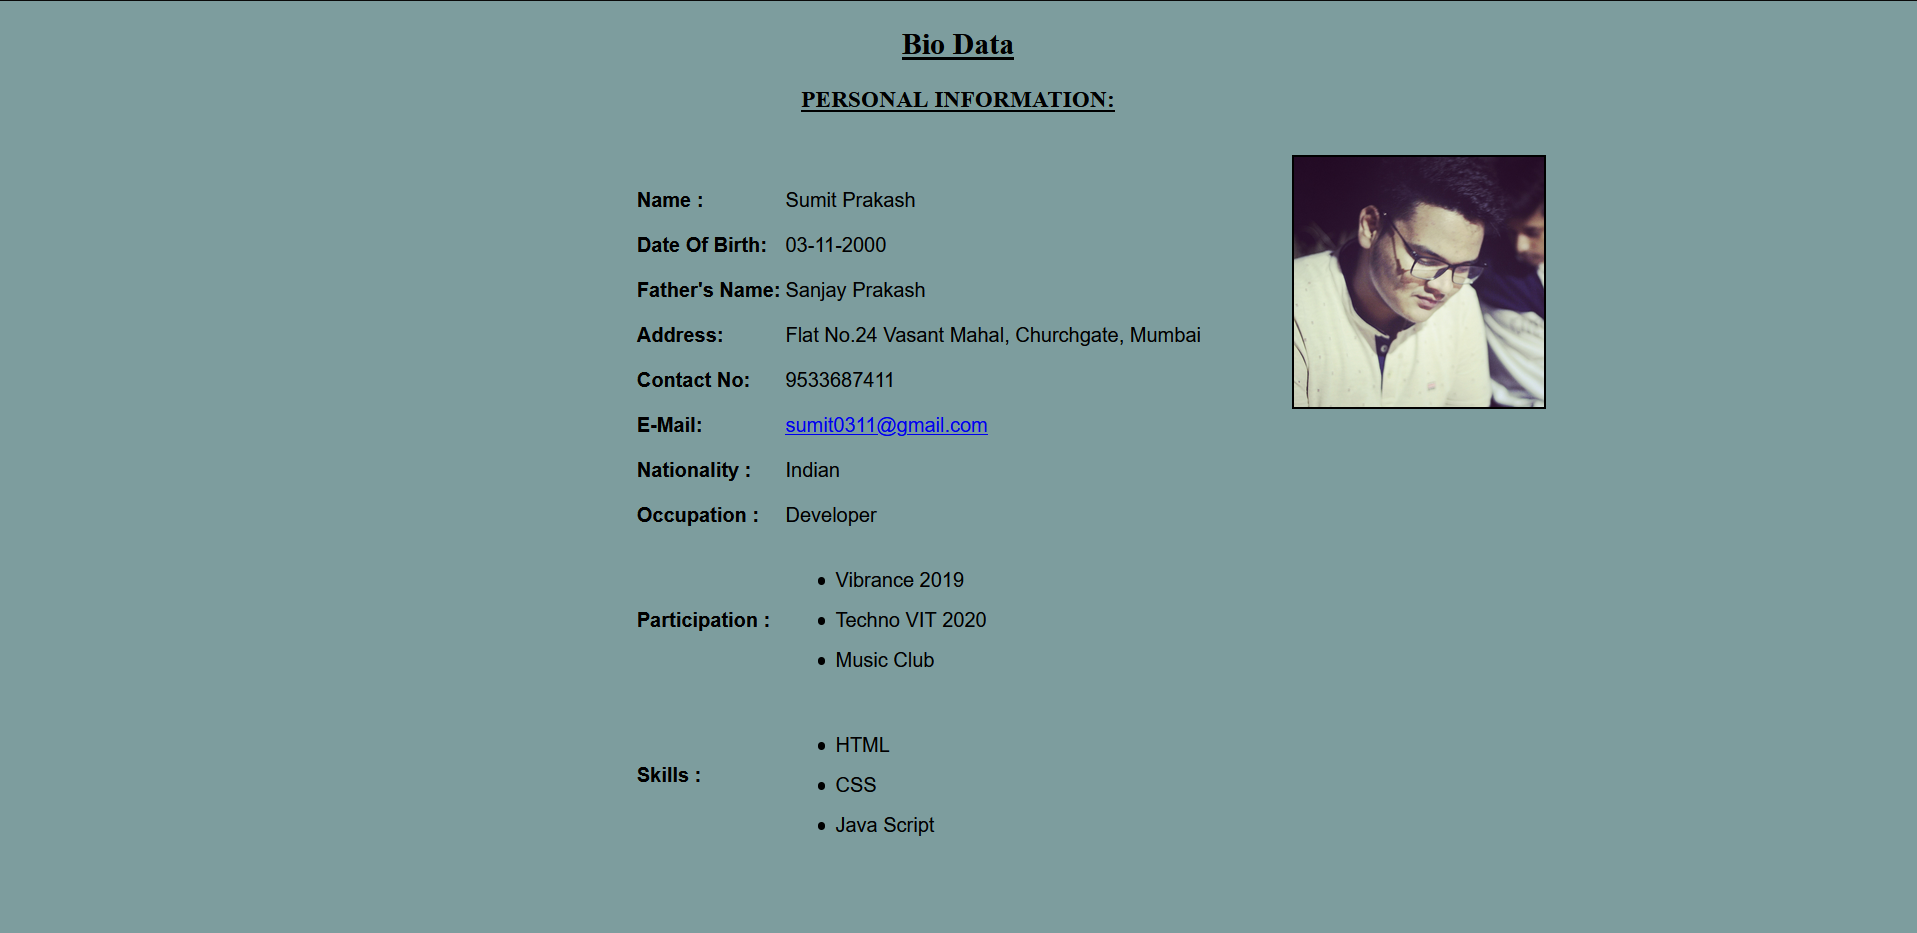 Bio Data
PERSONAL INFORMATION:
Name : Sumit Prakash
Date Of Birth: 03-11-2000
Father's Name: Sanjay Prakash
Address: Flat No.24 Vasant Mahal, Churchgate, Mumbai
Contact No: 9533687411
E-Mail: sumit0311@gmail.com
Nationality : Indian
Occupation : Developer
Participation :
• Vibrance 2019
• Techno VIT 2020
• Music Club
Skills :
• HTML
• CSS
• Java Script